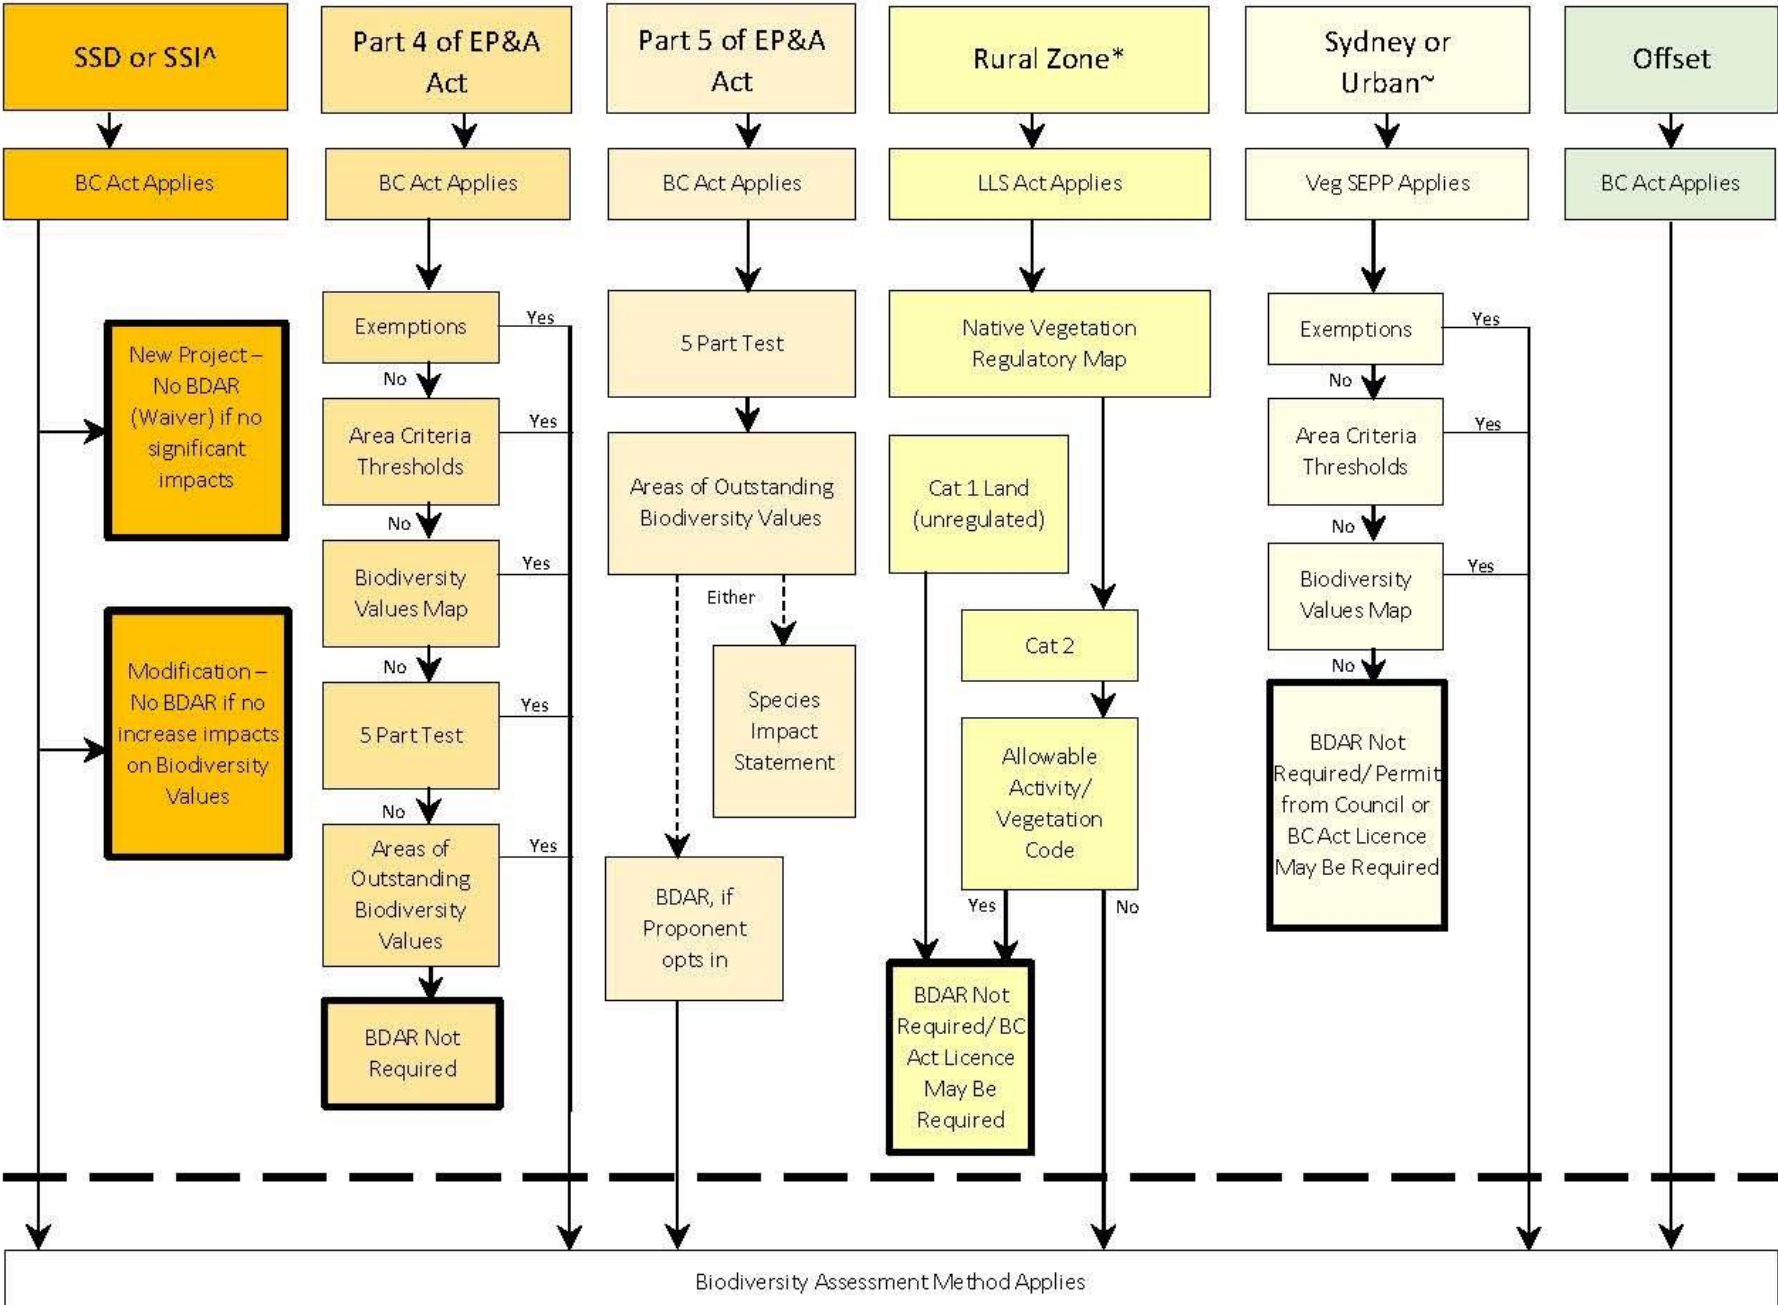 SSD or SSI^
Part 4 of EP&A
Act
Part 5 of EP&A
Act
Rural Zone*
Sydney or
Urban~
Offset
BC Act Applies
BC Act Applies
BC Act Applies
LLS Act Applies
Veg SEPP Applies
BC Act Applies
New Project –
No BDAR
(Waiver) if no
significant
impacts
Modification –
No BDAR if no
increase impacts
on Biodiversity
Values
Exemptions
Yes
No
Area Criteria
Thresholds
Yes
No
Biodiversity
Values Map
Yes
No
5 Part Test
Yes
No
Areas of
Outstanding
Biodiversity
Values
Yes
BDAR Not
Required
5 Part Test
Areas of Outstanding
Biodiversity Values
Either
Species
Impact
Statement
BDAR, if
Proponent
opts in
Native Vegetation
Regulatory Map
Cat 1 Land
(unregulated)
Cat 2
Allowable
Activity/
Vegetation
Code
Yes
No
BDAR Not
Required/ BC
Act Licence
May Be
Required
Exemptions
Yes
No
Area Criteria
Thresholds
Yes
No
Biodiversity
Values Map
Yes
No
BDAR Not
Required/ Permit
from Council or
BC Act Licence
May Be Required
Biodiversity Assessment Method Applies